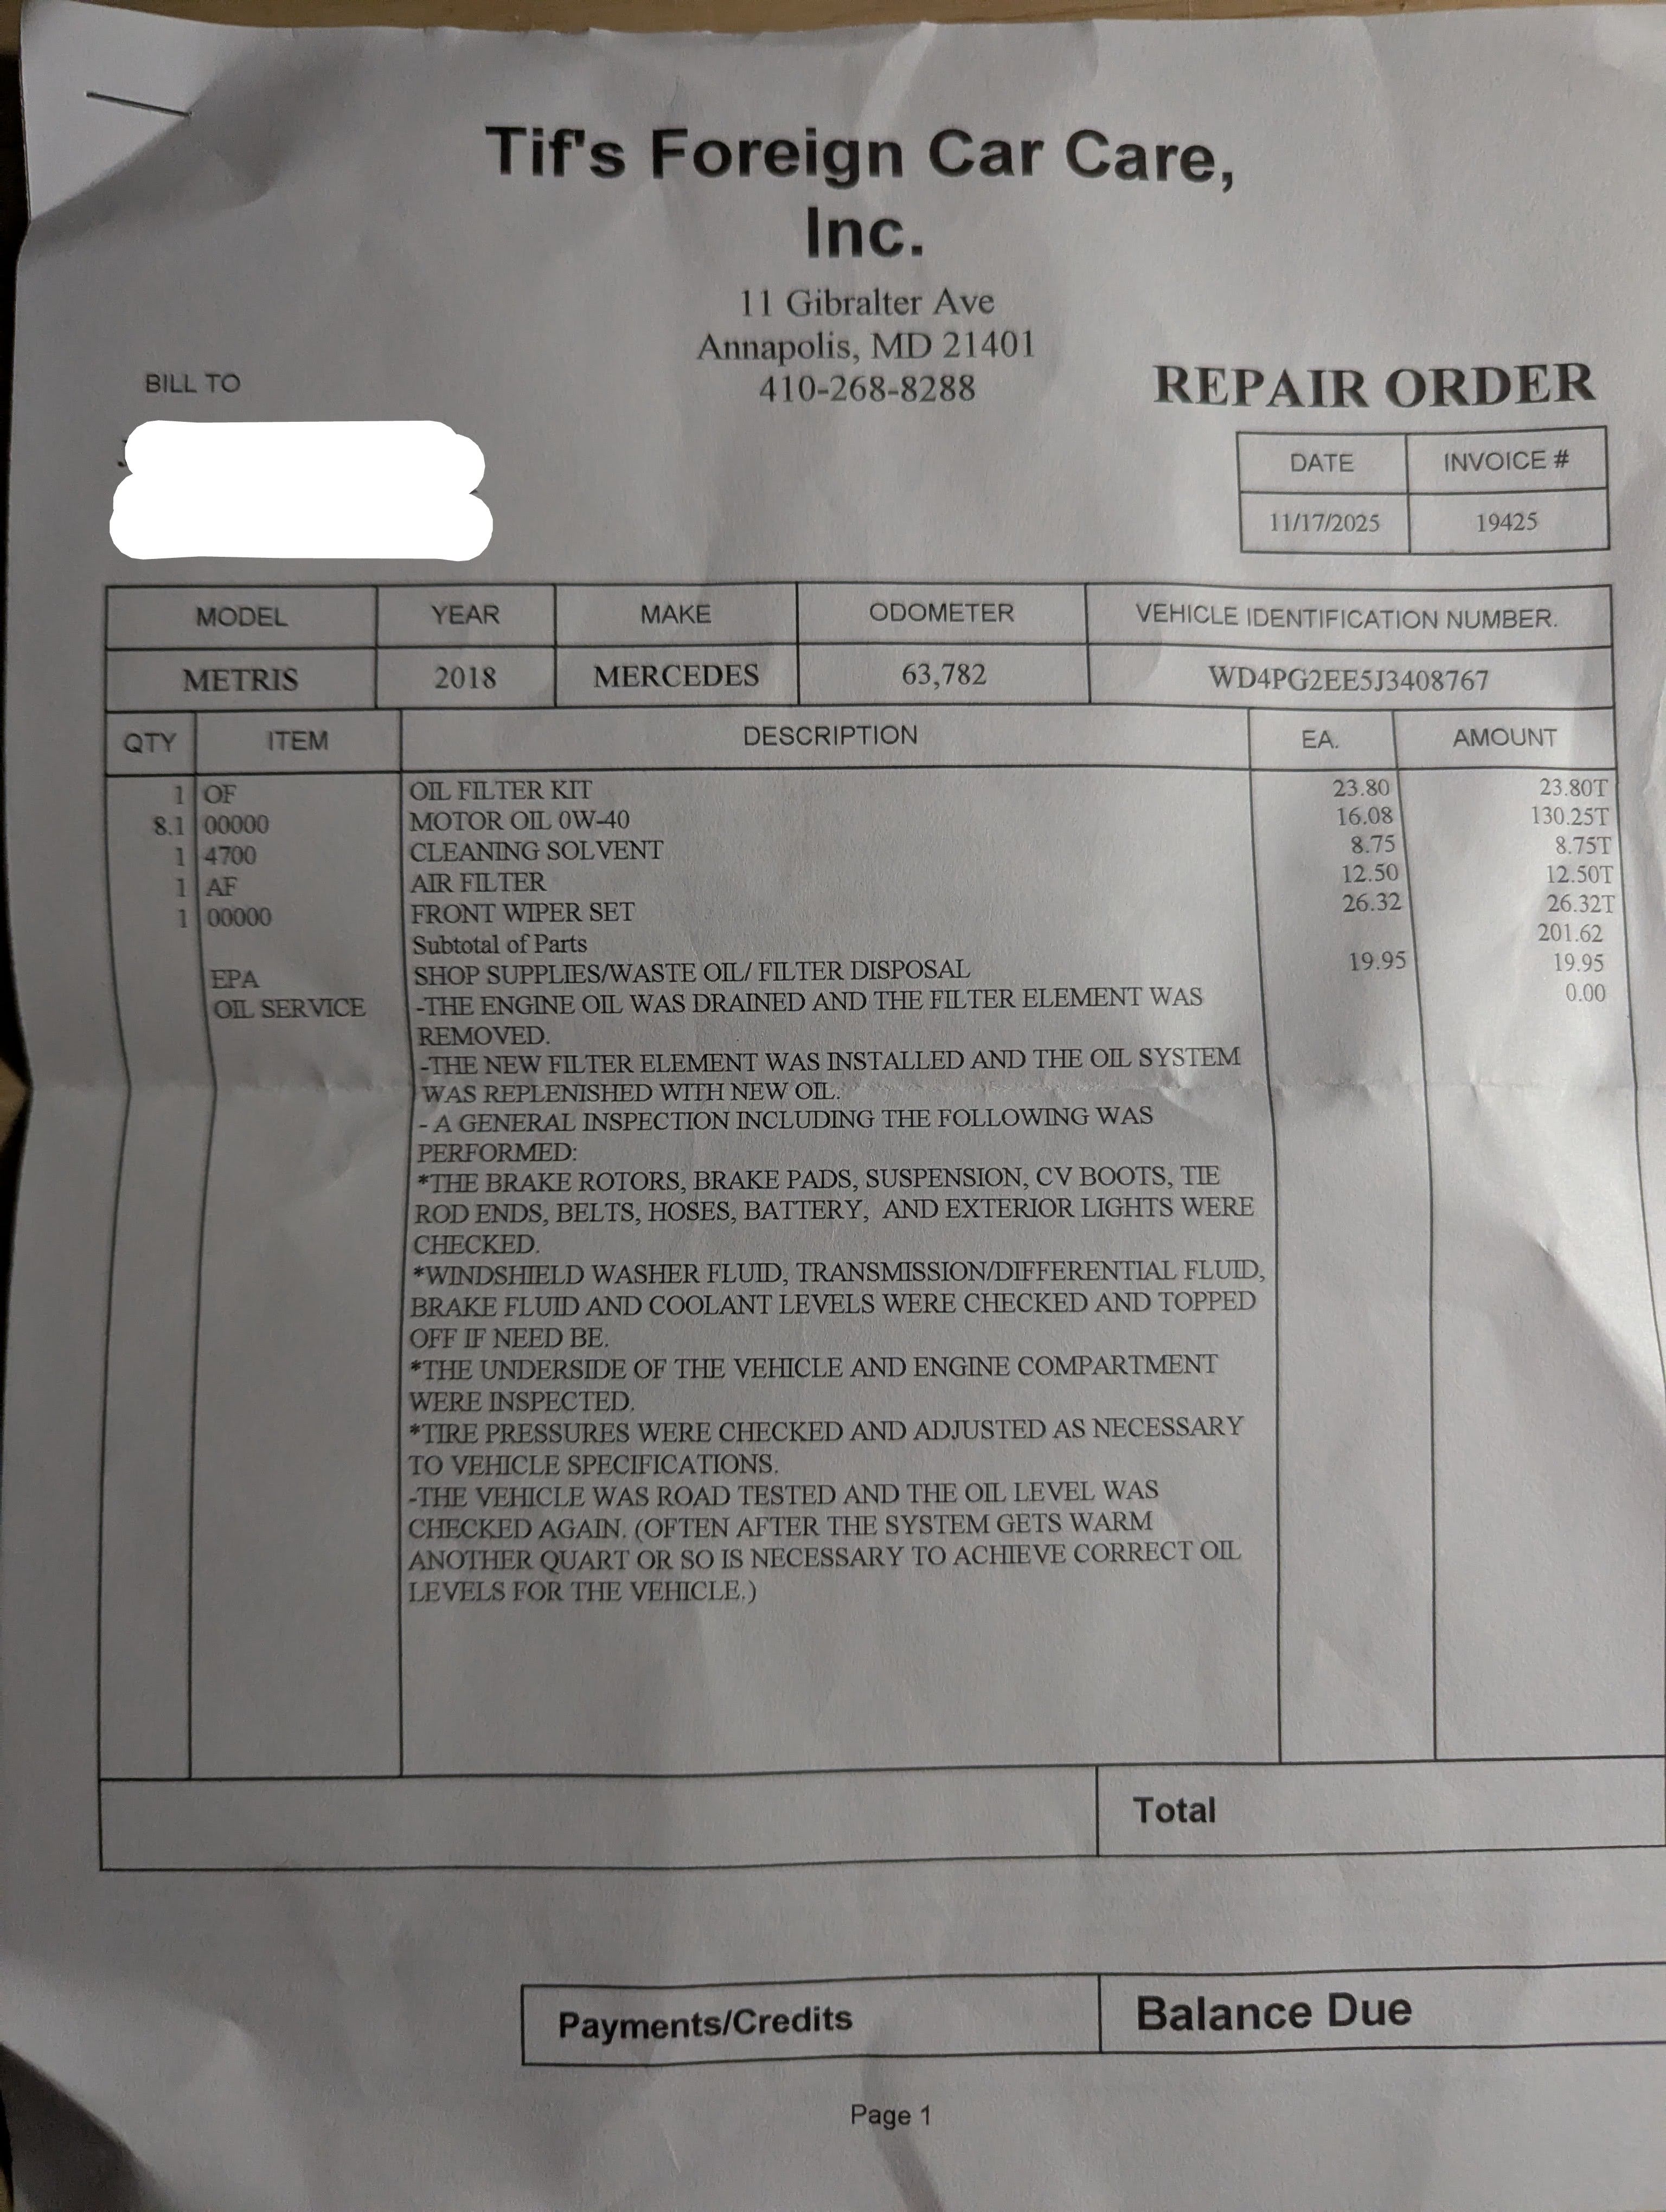 Tif's Foreign Car Care,
Inc.
11 Gibralter Ave
Annapolis, MD 21401
410-268-8288
BILL TO
REPAIR ORDER
DATE INVOICE #
11/17/2025 19425
MODEL YEAR MAKE ODOMETER VEHICLE IDENTIFICATION NUMBER.
METRIS 2018 MERCEDES 63,782 WD4PG2EE5J3408767
QTY ITEM DESCRIPTION EA. AMOUNT
1 OF OIL FILTER KIT 23.80 23.80T
8.1 00000 MOTOR OIL 0W-40 16.08 130.25T
1 4700 CLEANING SOLVENT 8.75 8.75T
1 AF AIR FILTER 12.50 12.50T
1 00000 FRONT WIPER SET 26.32 26.32T
Subtotal of Parts 201.62
EPA SHOP SUPPLIES/WASTE OIL/ FILTER DISPOSAL 19.95 19.95
OIL SERVICE -THE ENGINE OIL WAS DRAINED AND THE FILTER ELEMENT WAS 0.00
REMOVED.
-THE NEW FILTER ELEMENT WAS INSTALLED AND THE OIL SYSTEM
WAS REPLENISHED WITH NEW OIL.
- A GENERAL INSPECTION INCLUDING THE FOLLOWING WAS
PERFORMED:
*THE BRAKE ROTORS, BRAKE PADS, SUSPENSION, CV BOOTS, TIE
ROD ENDS, BELTS, HOSES, BATTERY, AND EXTERIOR LIGHTS WERE
CHECKED.
*WINDSHIELD WASHER FLUID, TRANSMISSION/DIFFERENTIAL FLUID,
BRAKE FLUID AND COOLANT LEVELS WERE CHECKED AND TOPPED
OFF IF NEED BE.
*THE UNDERSIDE OF THE VEHICLE AND ENGINE COMPARTMENT
WERE INSPECTED.
*TIRE PRESSURES WERE CHECKED AND ADJUSTED AS NECESSARY
TO VEHICLE SPECIFICATIONS.
-THE VEHICLE WAS ROAD TESTED AND THE OIL LEVEL WAS
CHECKED AGAIN. (OFTEN AFTER THE SYSTEM GETS WARM
ANOTHER QUART OR SO IS NECESSARY TO ACHIEVE CORRECT OIL
LEVELS FOR THE VEHICLE.)
Total
Payments/Credits Balance Due
Page 1